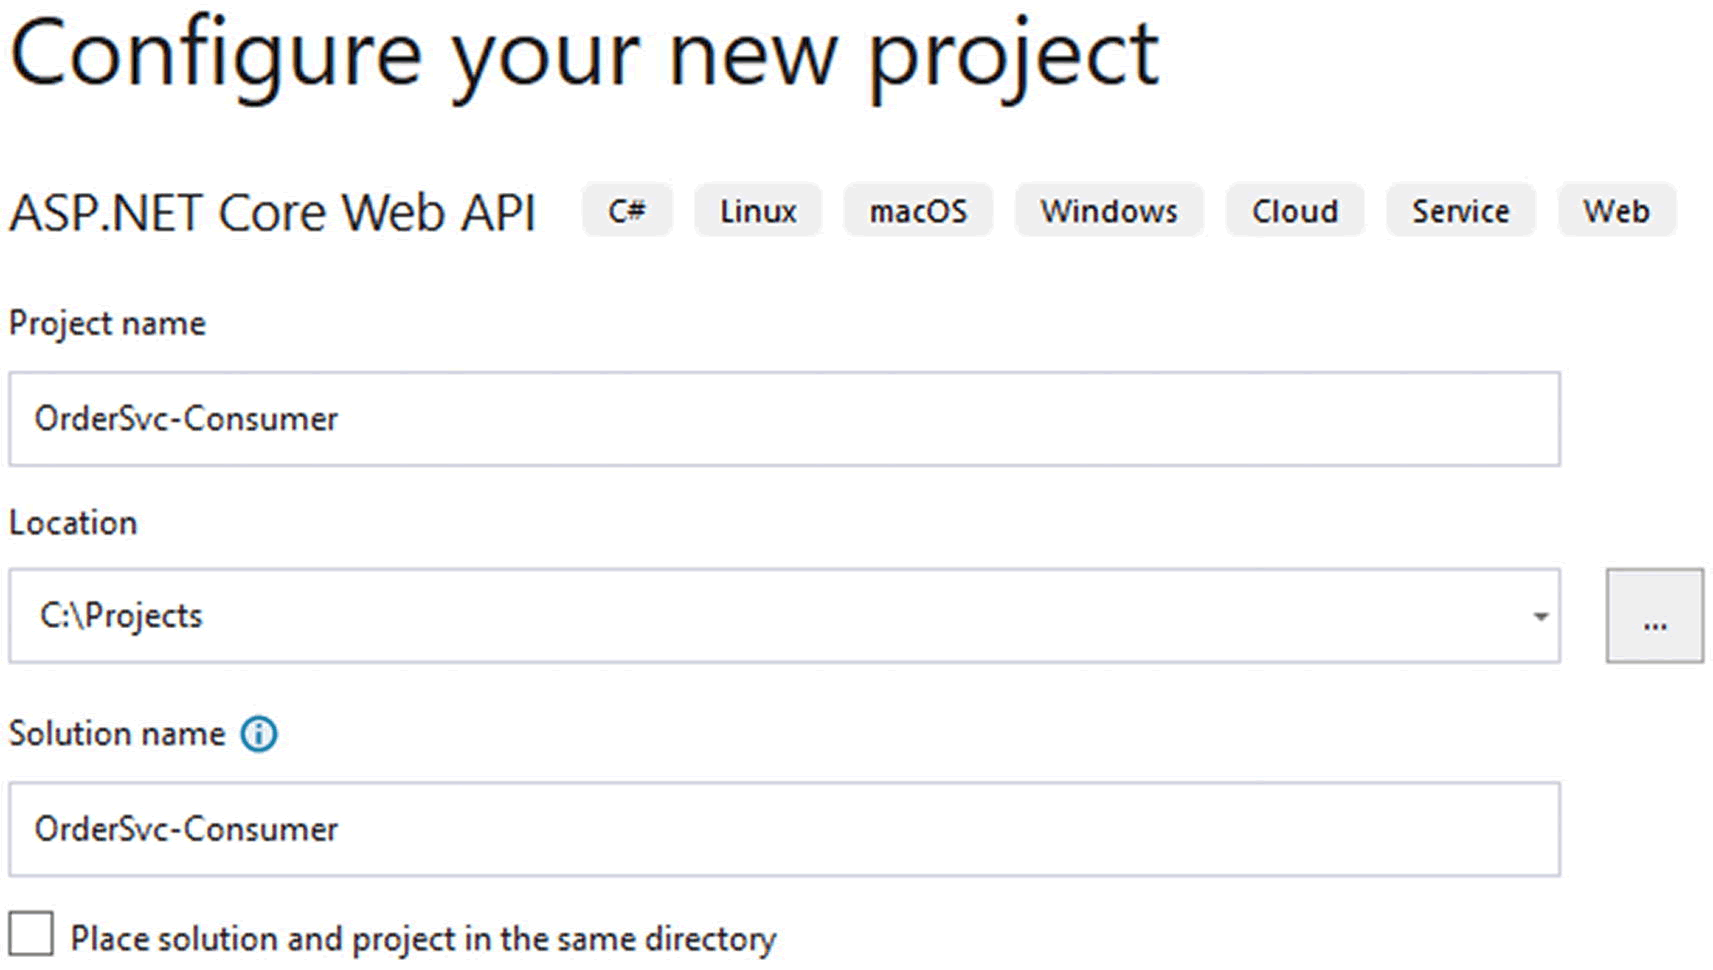 Configure your new project
ASP.NET Core Web API C# Linux macOS Windows Cloud Service Web
Project name
OrderSvc-Consumer
Location
C:\Projects
...
Solution name
OrderSvc-Consumer
Place solution and project in the same directory